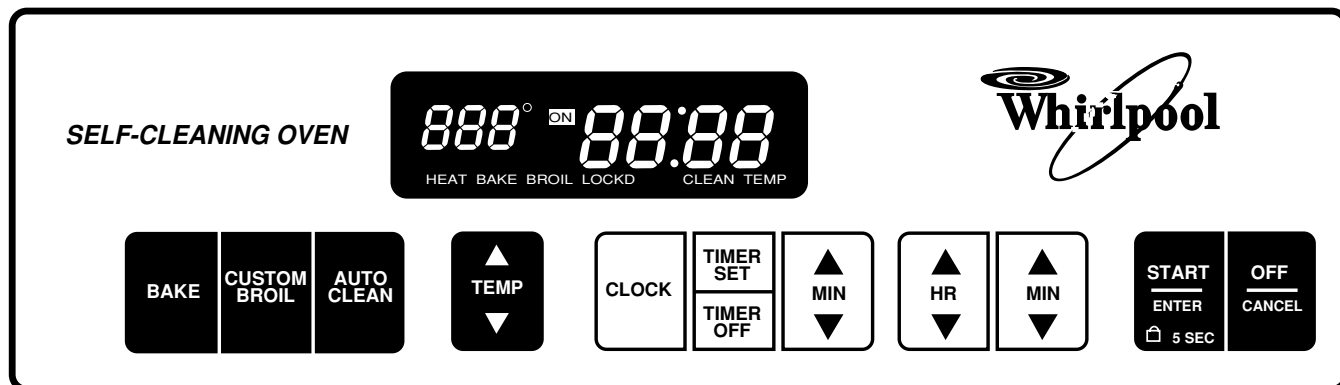 Whirlpool
SELF-CLEANING OVEN
888° ON 88:88
HEAT BAKE BROIL LOCKD CLEAN TEMP
BAKE
CUSTOM
BROIL
AUTO
CLEAN
TEMP
CLOCK
TIMER
SET
TIMER
OFF
MIN
HR
MIN
START
ENTER
5 SEC
OFF
CANCEL